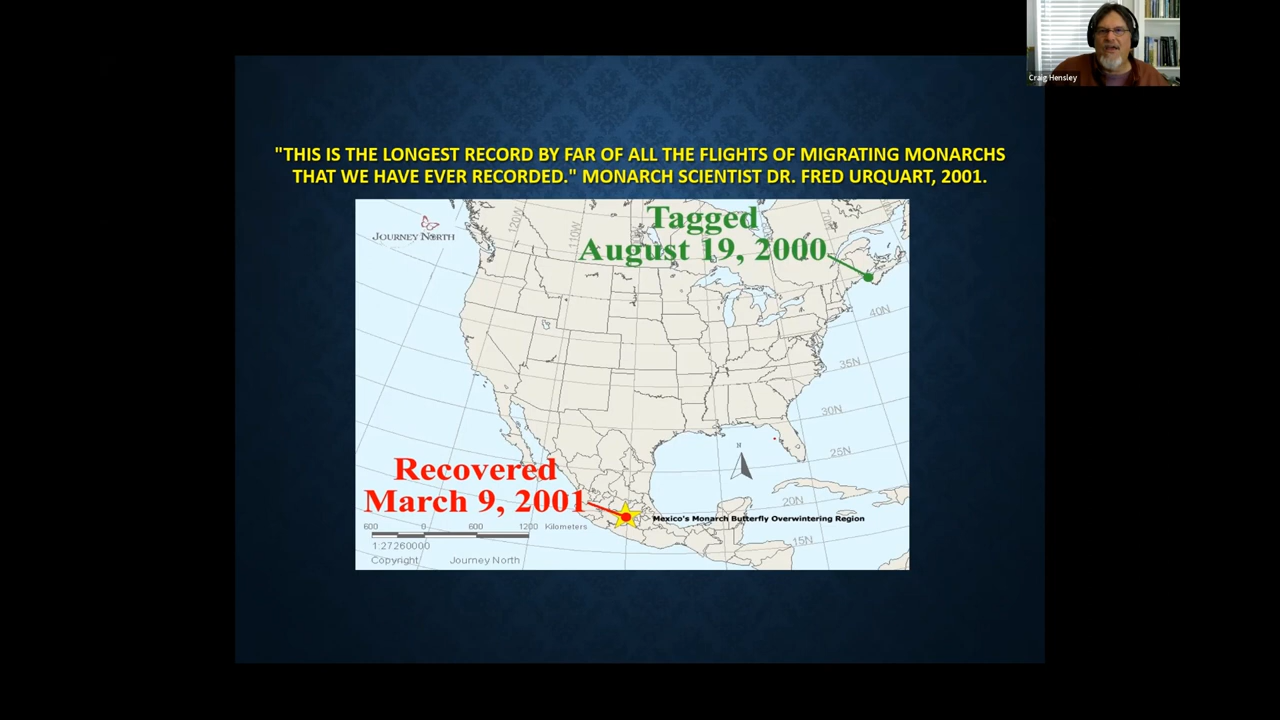 Craig Hensley
"THIS IS THE LONGEST RECORD BY FAR OF ALL THE FLIGHTS OF MIGRATING MONARCHS
THAT WE HAVE EVER RECORDED." MONARCH SCIENTIST DR. FRED URQUART, 2001.
JOURNEY NORTH
120W
110W
70W
Tagged
August 19, 2000
40N
35N
30N
25N
20N
15N
N
Recovered
March 9, 2001
Mexico's Monarch Butterfly Overwintering Region
600 0 600 1200 Kilometers
1:27260000
Copyright Journey North